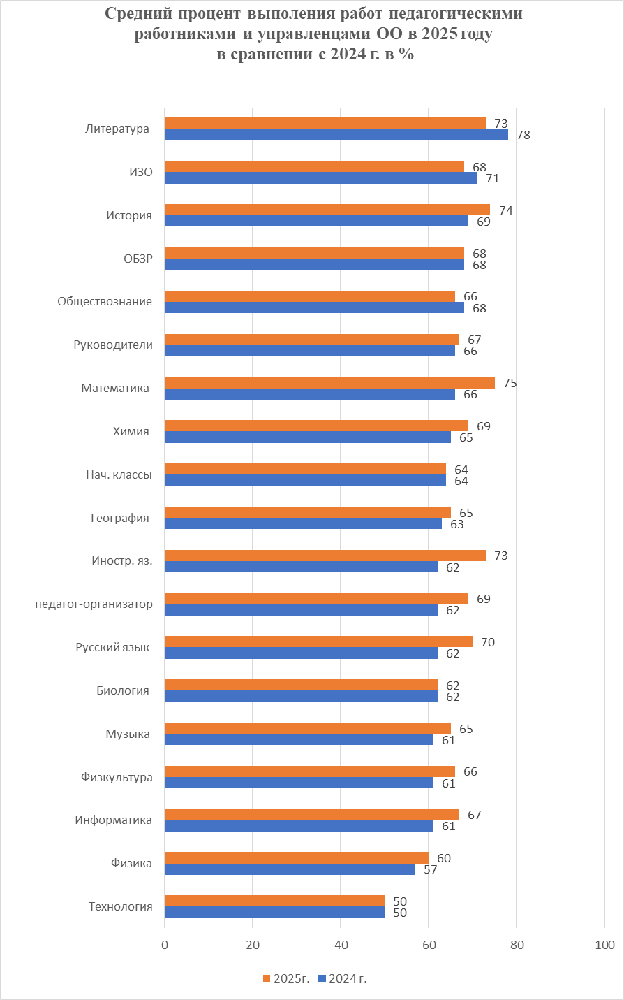 Средний процент выполения работ педагогическими
работниками и управленцами ОО в 2025 году
в сравнении с 2024 г. в %
Литература
73
78
ИЗО
68
71
История
74
69
ОБЗР
68
68
Обществознание
66
68
Руководители
67
66
Математика
75
66
Химия
69
65
Нач. классы
64
64
География
65
63
Иностр. яз.
73
62
педагог-организатор
69
62
Русский язык
70
62
Биология
62
62
Музыка
65
61
Физкультура
66
61
Информатика
67
61
Физика
60
57
Технология
50
50
0 20 40 60 80 100
2025г. 2024 г.